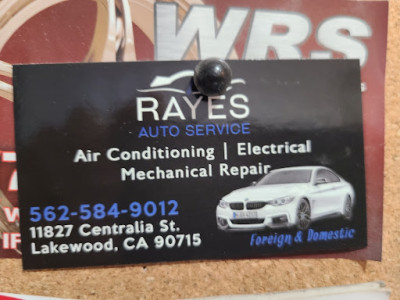 WRS
RAYES
AUTO SERVICE
Air Conditioning | Electrical
Mechanical Repair
562-584-9012
11827 Centralia St.
Lakewood, CA 90715
Foreign & Domestic